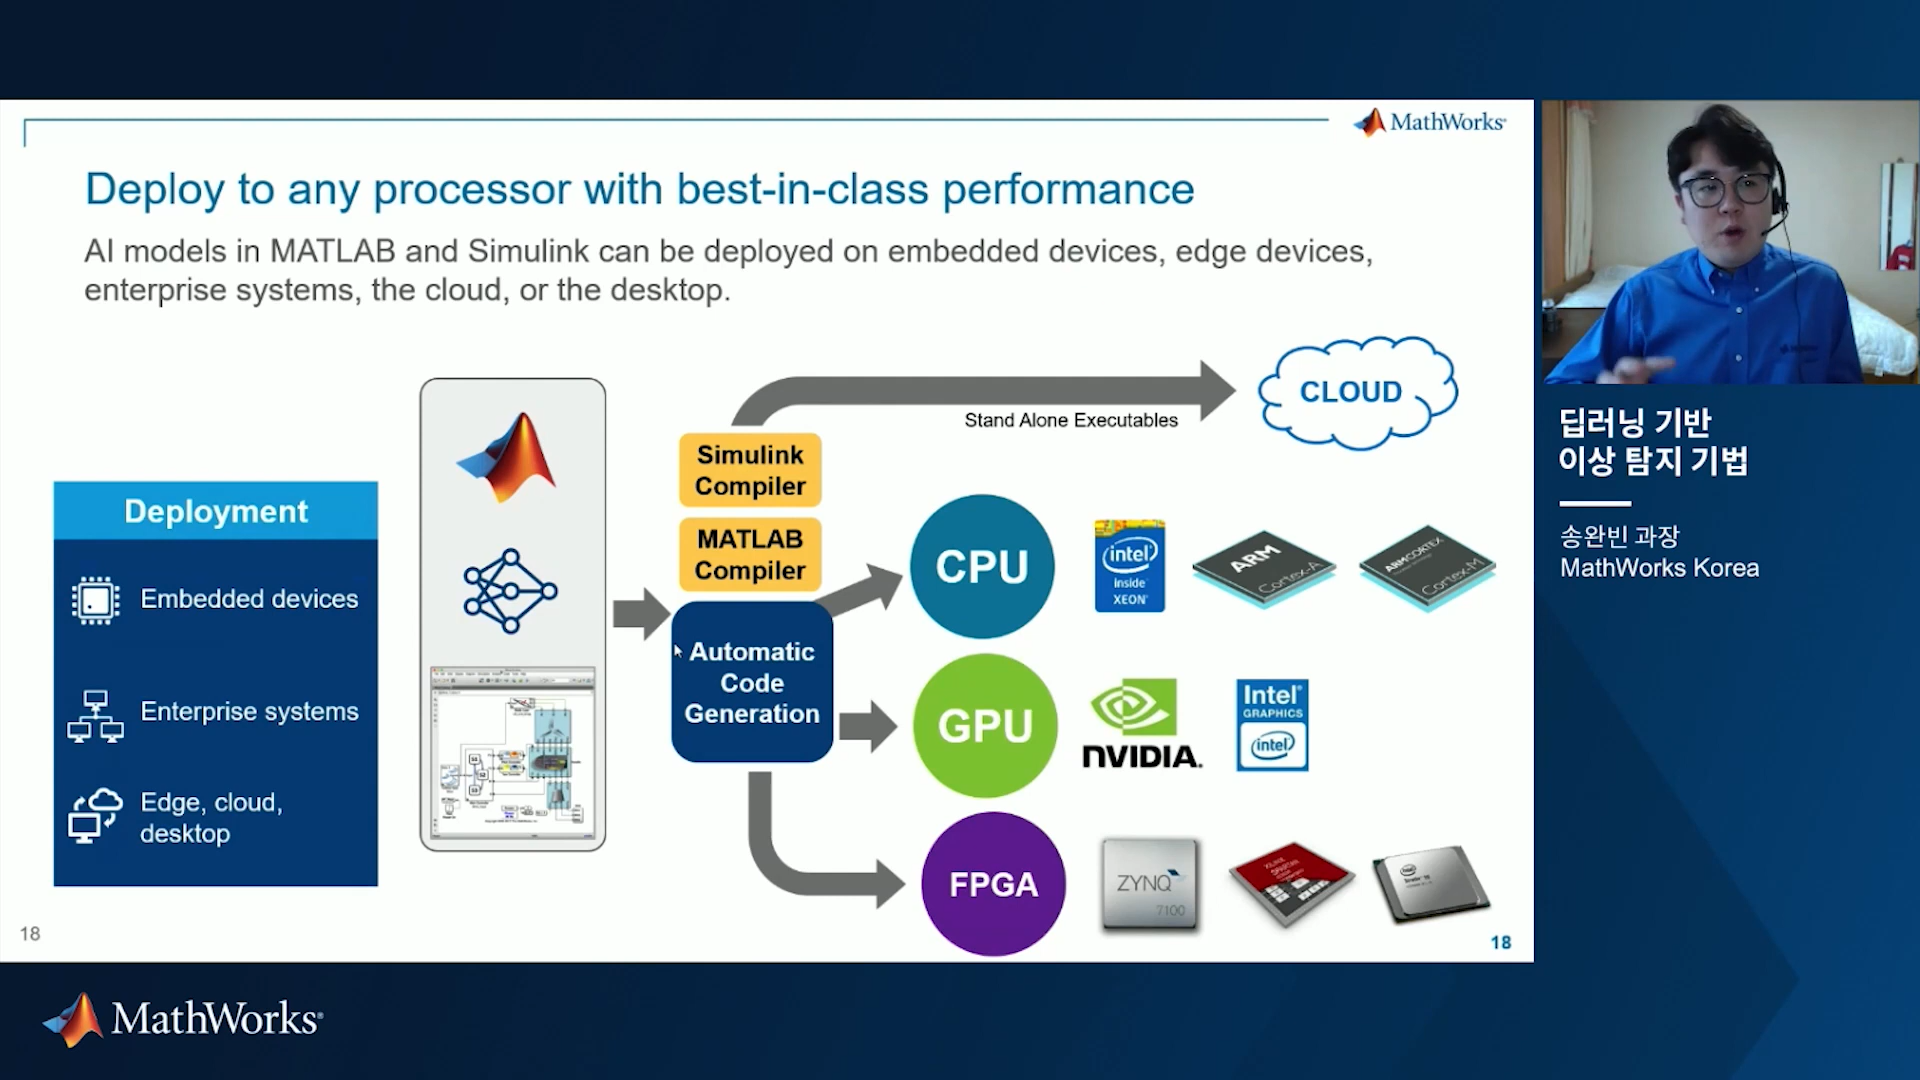 MathWorks®
Deploy to any processor with best-in-class performance
AI models in MATLAB and Simulink can be deployed on embedded devices, edge devices,
enterprise systems, the cloud, or the desktop.
Deployment
Embedded devices
Enterprise systems
Edge, cloud,
desktop
Simulink
Compiler
MATLAB
Compiler
Automatic
Code
Generation
Stand Alone Executables
CLOUD
CPU
intel
inside
XEON®
ARM
Cortex-A
ARM CORTEX
Cortex-M
GPU
NVIDIA.
Intel®
GRAPHICS
intel
FPGA
ZYNQ
7100
XILINX
SPARTAN
18
18
딥러닝 기반
이상 탐지 기법
송완빈 과장
MathWorks Korea
MathWorks®